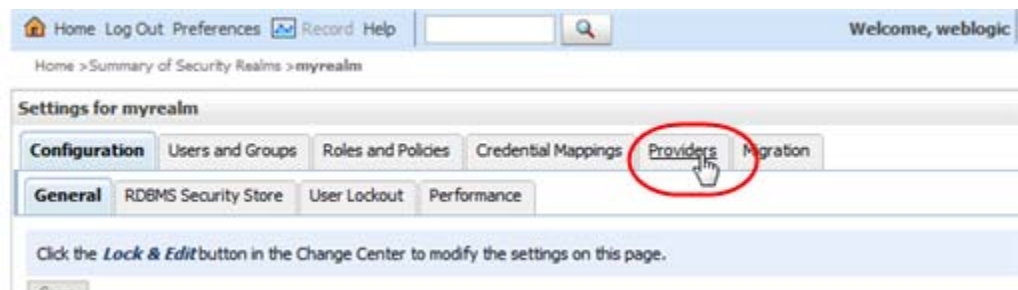 Home Log Out Preferences Record Help Welcome, weblogic
Home >Summary of Security Realms >myrealm
Settings for myrealm
Configuration Users and Groups Roles and Policies Credential Mappings Providers Migration
General RDBMS Security Store User Lockout Performance
Click the Lock & Edit button in the Change Center to modify the settings on this page.